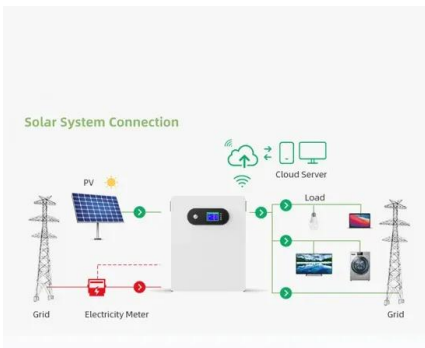 Solar System Connection
Cloud Server
PV
Load
Grid
Electricity Meter
Grid